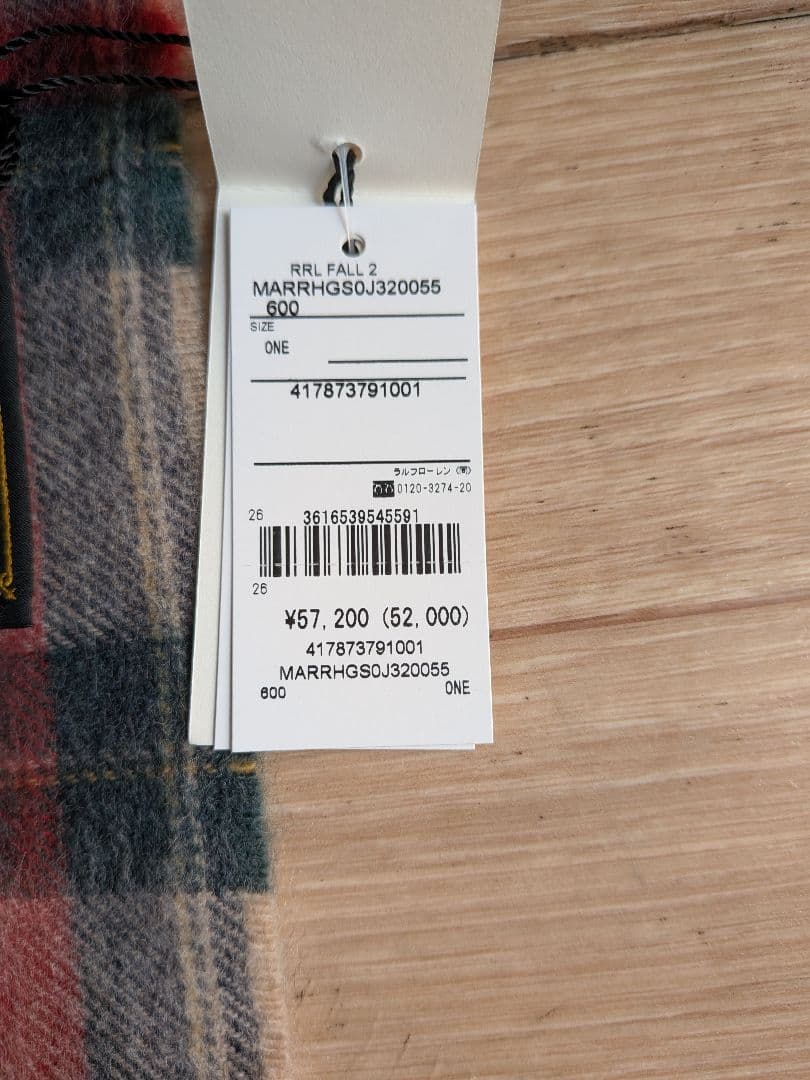 RRL FALL 2
MARRHGS0J320055
600
SIZE
ONE
417873791001
ラルフローレン (有)
0120-3274-20
26 3616539545591
26
¥57,200 (52,000)
417873791001
MARRHGS0J320055
600 ONE